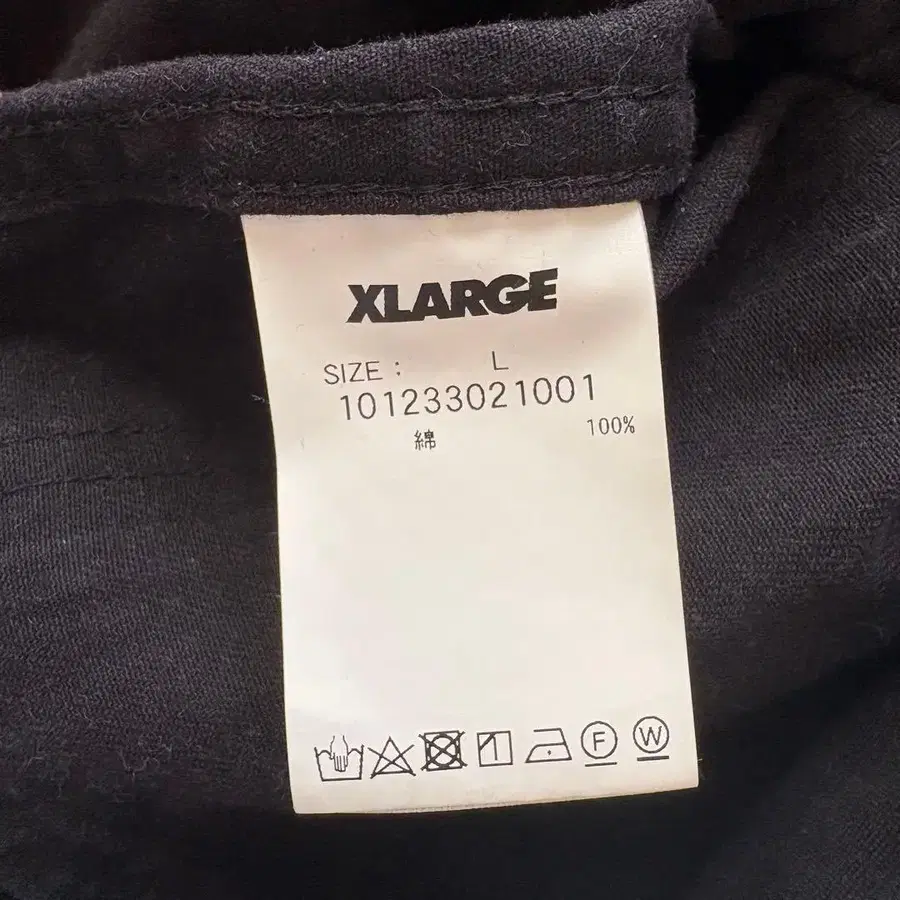 XLARGE
SIZE : L
101233021001
綿 100%
F W